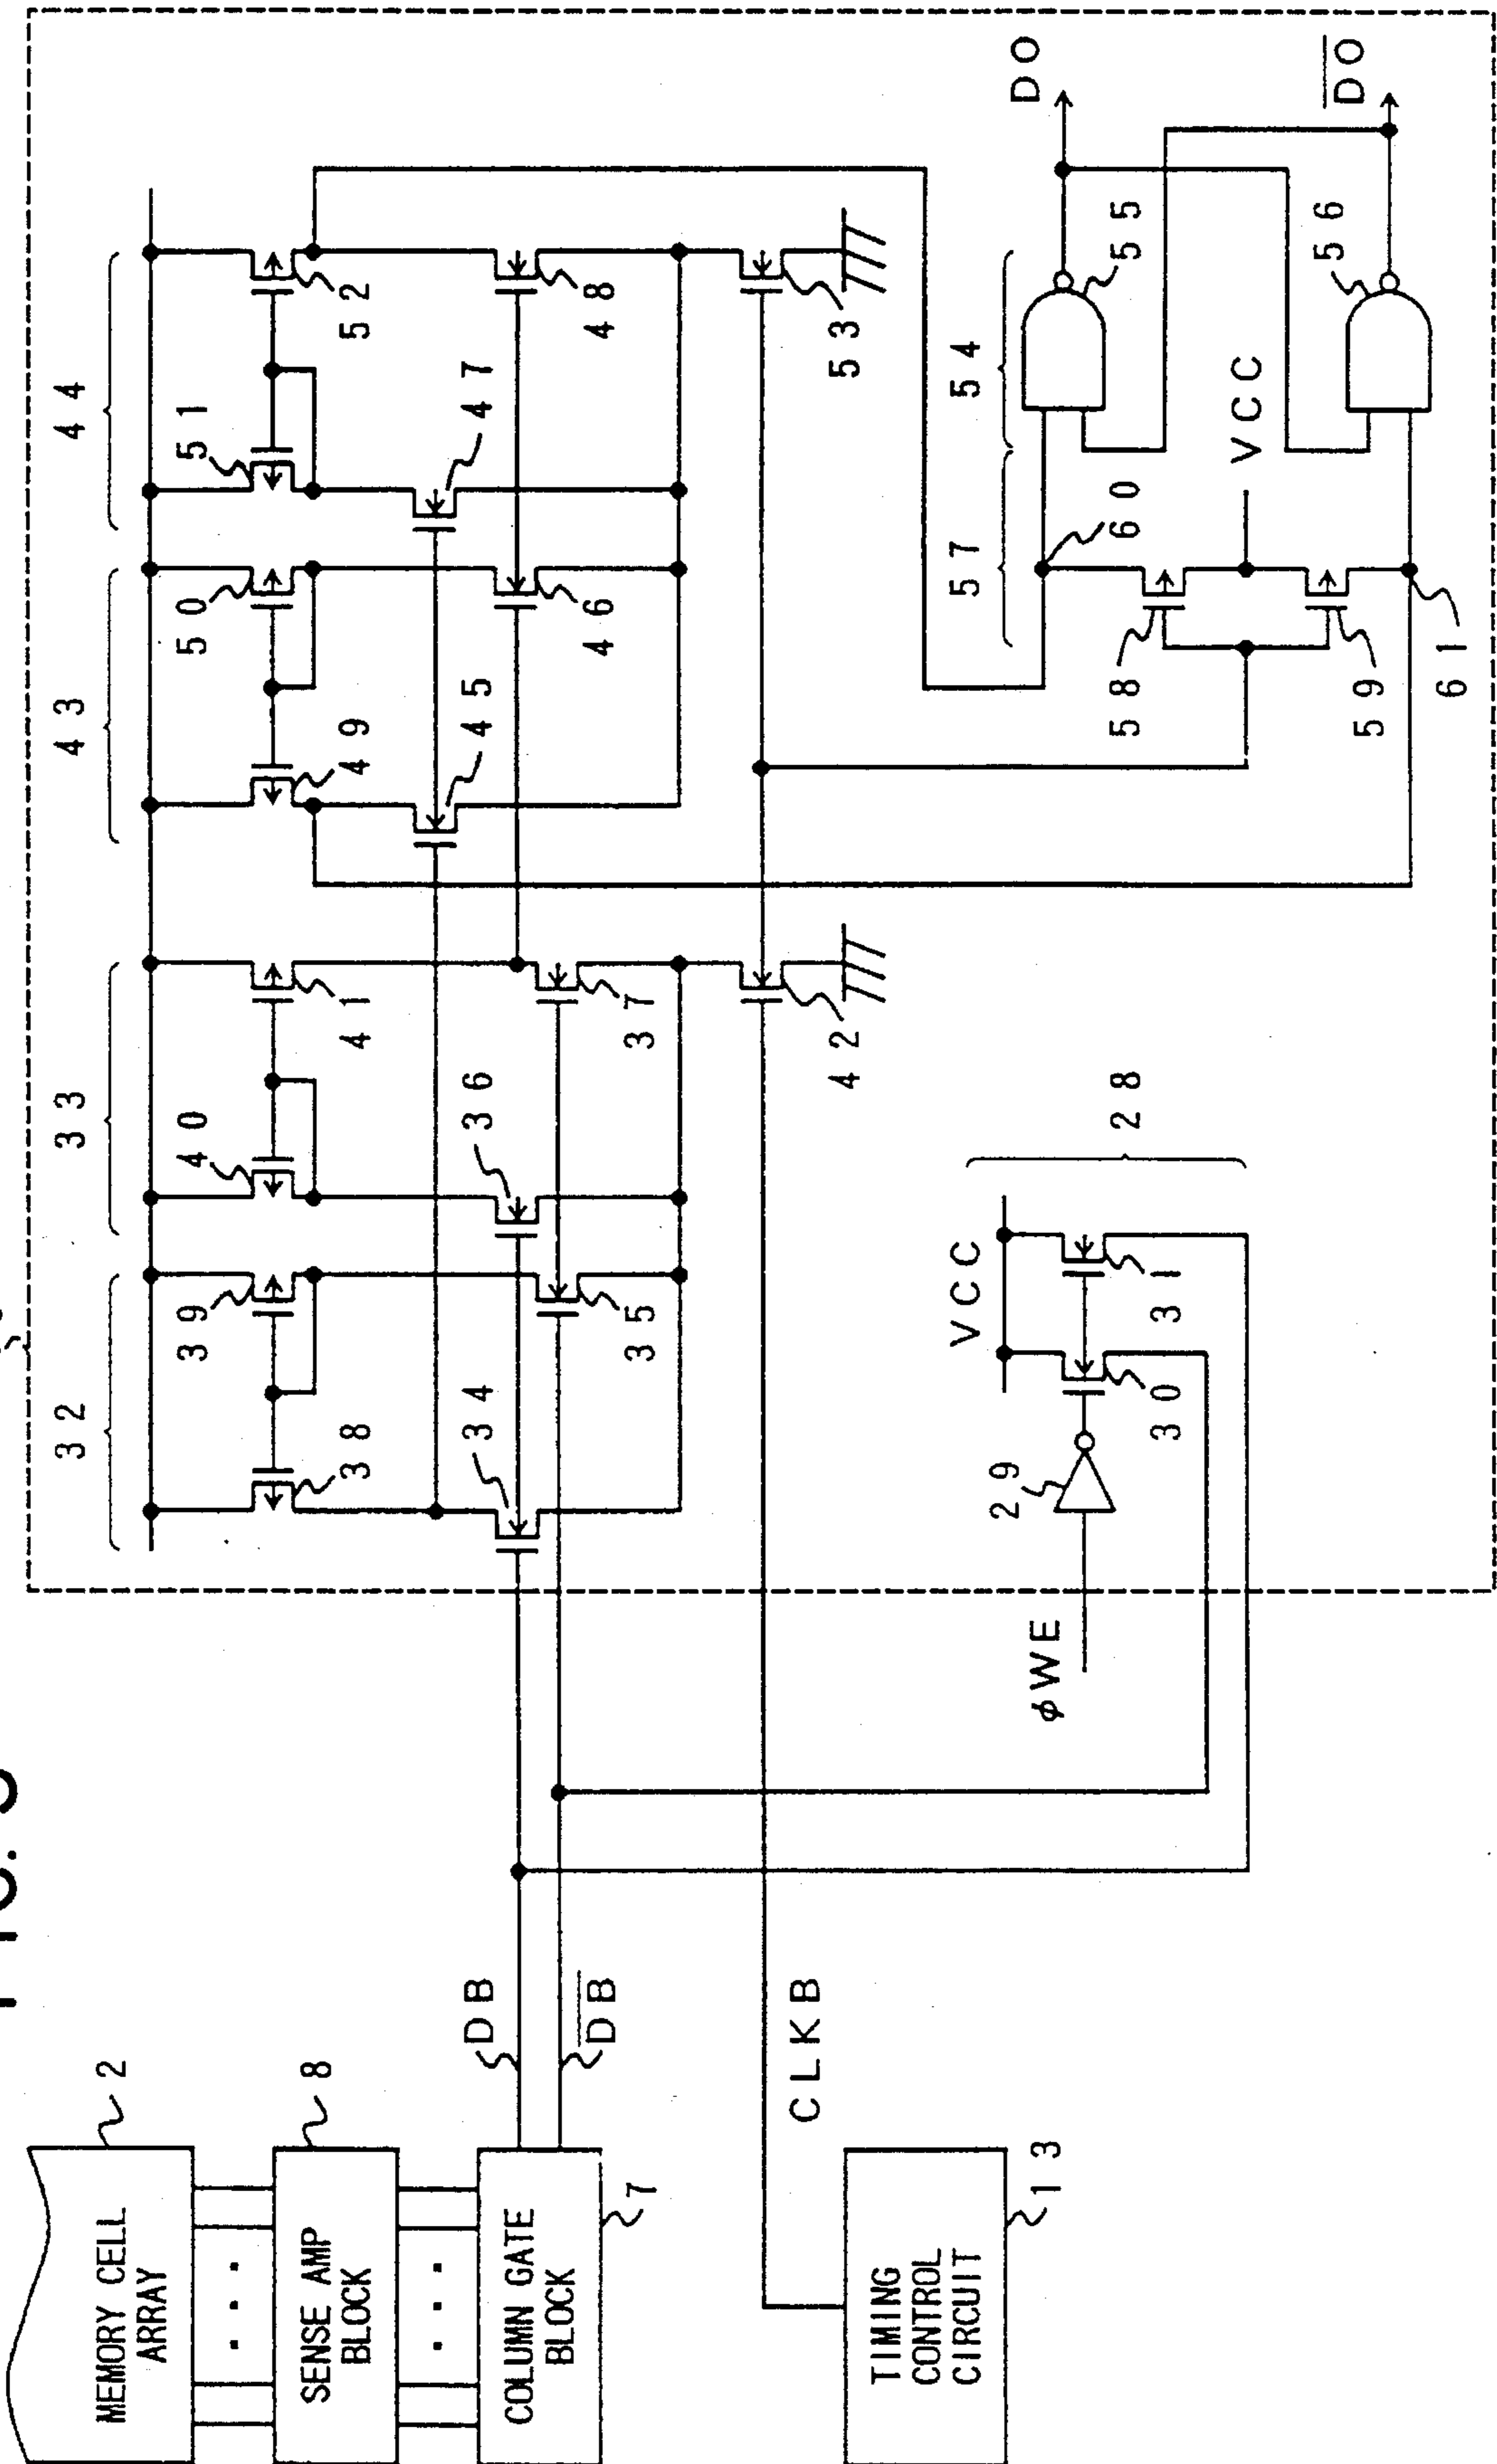 MEMORY CELL
ARRAY
2
SENSE AMP
BLOCK
8
COLUMN GATE
BLOCK
7
TIMING
CONTROL
CIRCUIT
13
DB
DB
CLKB
φWE
29
30
31
VCC
28
32
33
38
39
40
41
34
35
36
37
42
43
44
49
50
51
52
45
46
47
48
53
57
54
58
59
60
61
VCC
55
56
DO
DO